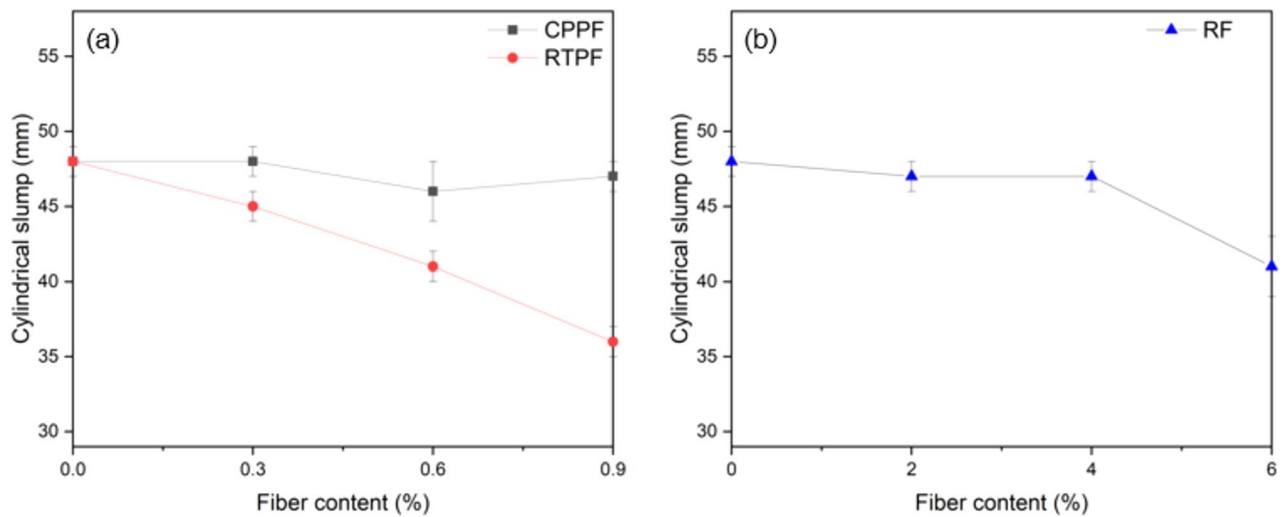 (a)
CPPF
RTPF
Cylindrical slump (mm)
55
50
45
40
35
30
0.0
0.3
0.6
0.9
Fiber content (%)
(b)
RF
Cylindrical slump (mm)
55
50
45
40
35
30
0
2
4
6
Fiber content (%)